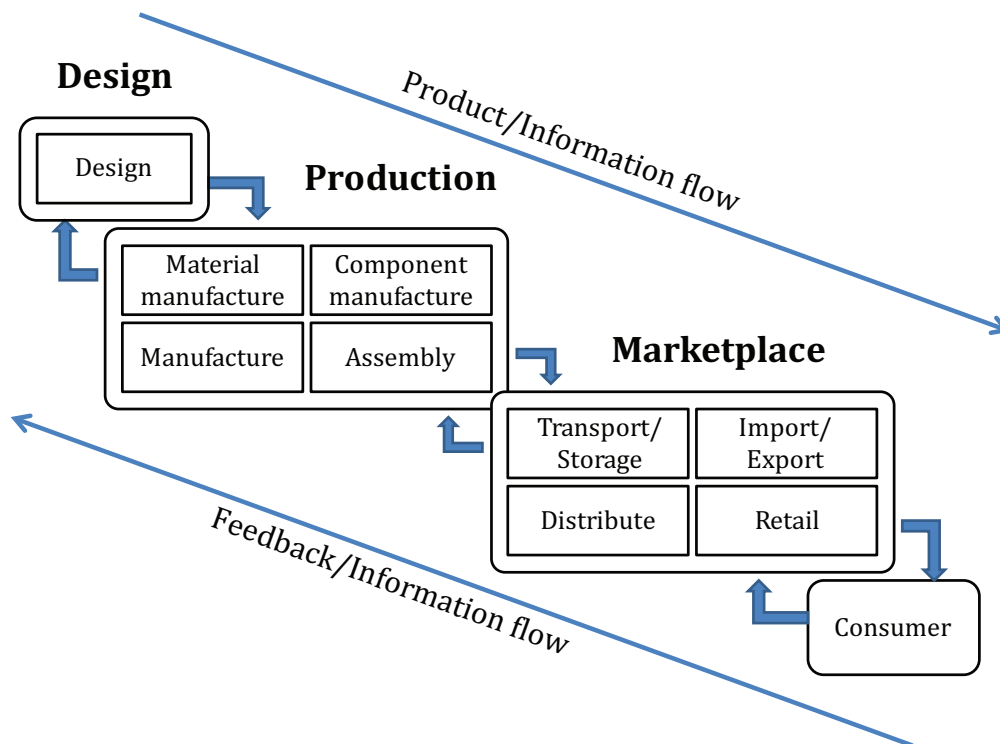 Design
Design
Product/Information flow
Production
Material
manufacture
Component
manufacture
Manufacture
Assembly
Marketplace
Transport/
Storage
Import/
Export
Distribute
Retail
Consumer
Feedback/Information flow